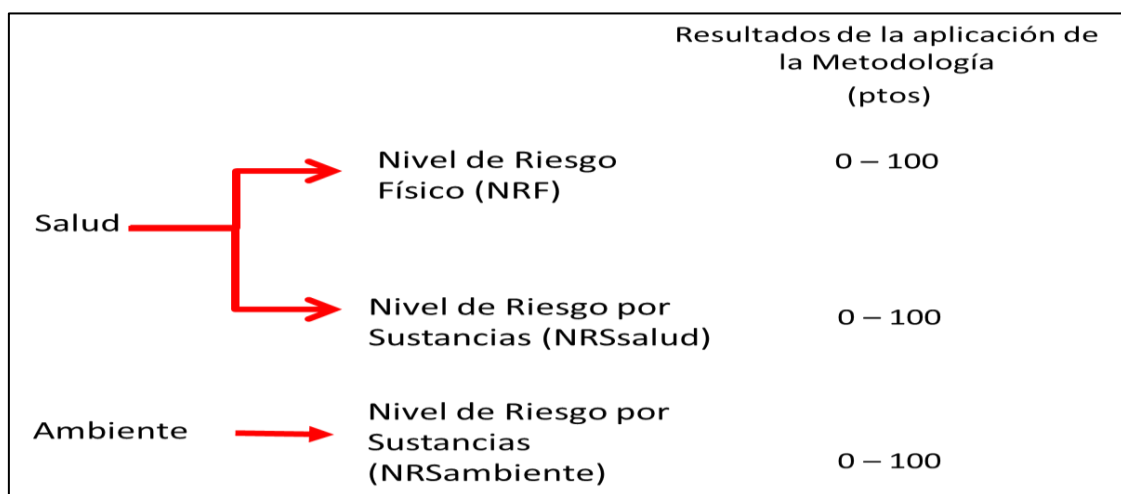 Resultados de la aplicación de
la Metodología
(ptos)
Salud
Nivel de Riesgo
Físico (NRF)
0 – 100
Nivel de Riesgo por
Sustancias (NRSsalud)
0 – 100
Ambiente
Nivel de Riesgo por
Sustancias
(NRSambiente)
0 – 100